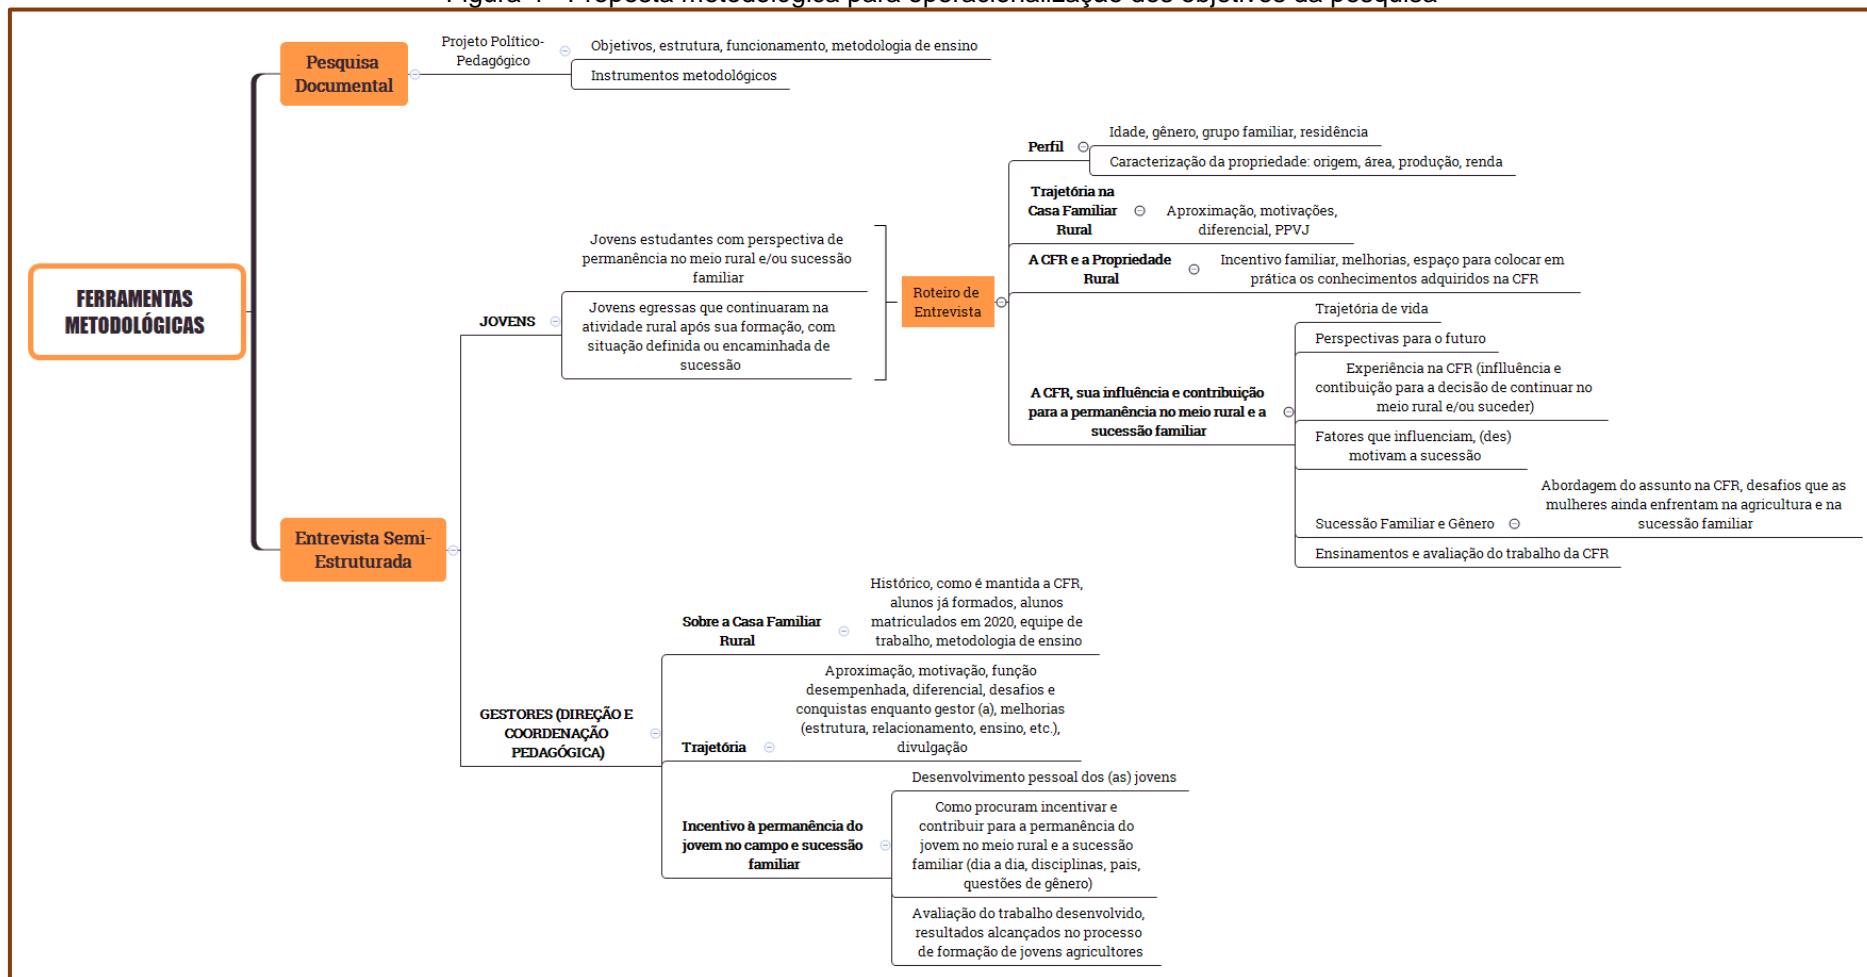 Figura 4 - Proposta metodológica para operacionalização dos objetivos da pesquisa
FERRAMENTAS
METODOLÓGICAS
Pesquisa
Documental
Projeto Político-
Pedagógico
Objetivos, estrutura, funcionamento, metodologia de ensino
Instrumentos metodológicos
Entrevista Semi-
Estruturada
JOVENS
Jovens estudantes com perspectiva de
permanência no meio rural e/ou sucessão
familiar
Jovens egressas que continuaram na
atividade rural após sua formação, com
situação definida ou encaminhada de
sucessão
Roteiro de
Entrevista
Perfil
Idade, gênero, grupo familiar, residência
Caracterização da propriedade: origem, área, produção, renda
Trajetória na
Casa Familiar
Rural
Aproximação, motivações,
diferencial, PPVJ
A CFR e a Propriedade
Rural
Incentivo familiar, melhorias, espaço para colocar em
prática os conhecimentos adquiridos na CFR
A CFR, sua influência e contribuição
para a permanência no meio rural e a
sucessão familiar
Trajetória de vida
Perspectivas para o futuro
Experiência na CFR (inflluência e
contibuição para a decisão de continuar no
meio rural e/ou suceder)
Fatores que influenciam, (des)
motivam a sucessão
Sucessão Familiar e Gênero
Abordagem do assunto na CFR, desafios que as
mulheres ainda enfrentam na agricultura e na
sucessão familiar
Ensinamentos e avaliação do trabalho da CFR
GESTORES (DIREÇÃO E
COORDENAÇÃO
PEDAGÓGICA)
Sobre a Casa Familiar
Rural
Histórico, como é mantida a CFR,
alunos já formados, alunos
matriculados em 2020, equipe de
trabalho, metodologia de ensino
Trajetória
Aproximação, motivação, função
desempenhada, diferencial, desafios e
conquistas enquanto gestor (a), melhorias
(estrutura, relacionamento, ensino, etc.),
divulgação
Incentivo à permanência do
jovem no campo e sucessão
familiar
Desenvolvimento pessoal dos (as) jovens
Como procuram incentivar e
contribuir para a permanência do
jovem no meio rural e a sucessão
familiar (dia a dia, disciplinas, pais,
questões de gênero)
Avaliação do trabalho desenvolvido,
resultados alcançados no processo
de formação de jovens agricultores